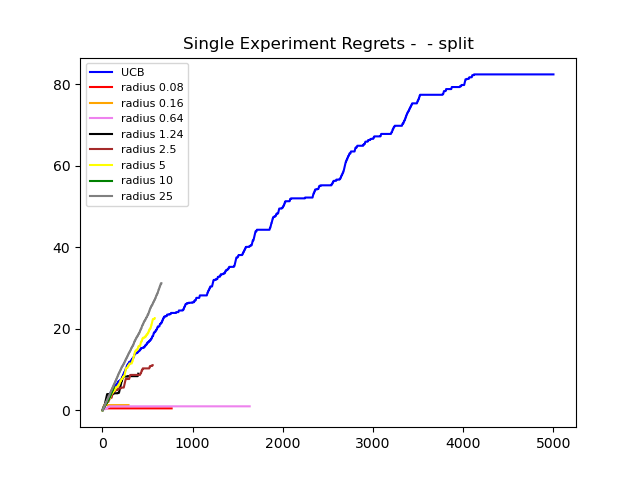 Single Experiment Regrets -  - split
UCB
radius 0.08
radius 0.16
radius 0.64
radius 1.24
radius 2.5
radius 5
radius 10
radius 25
80
60
40
20
0
0 1000 2000 3000 4000 5000